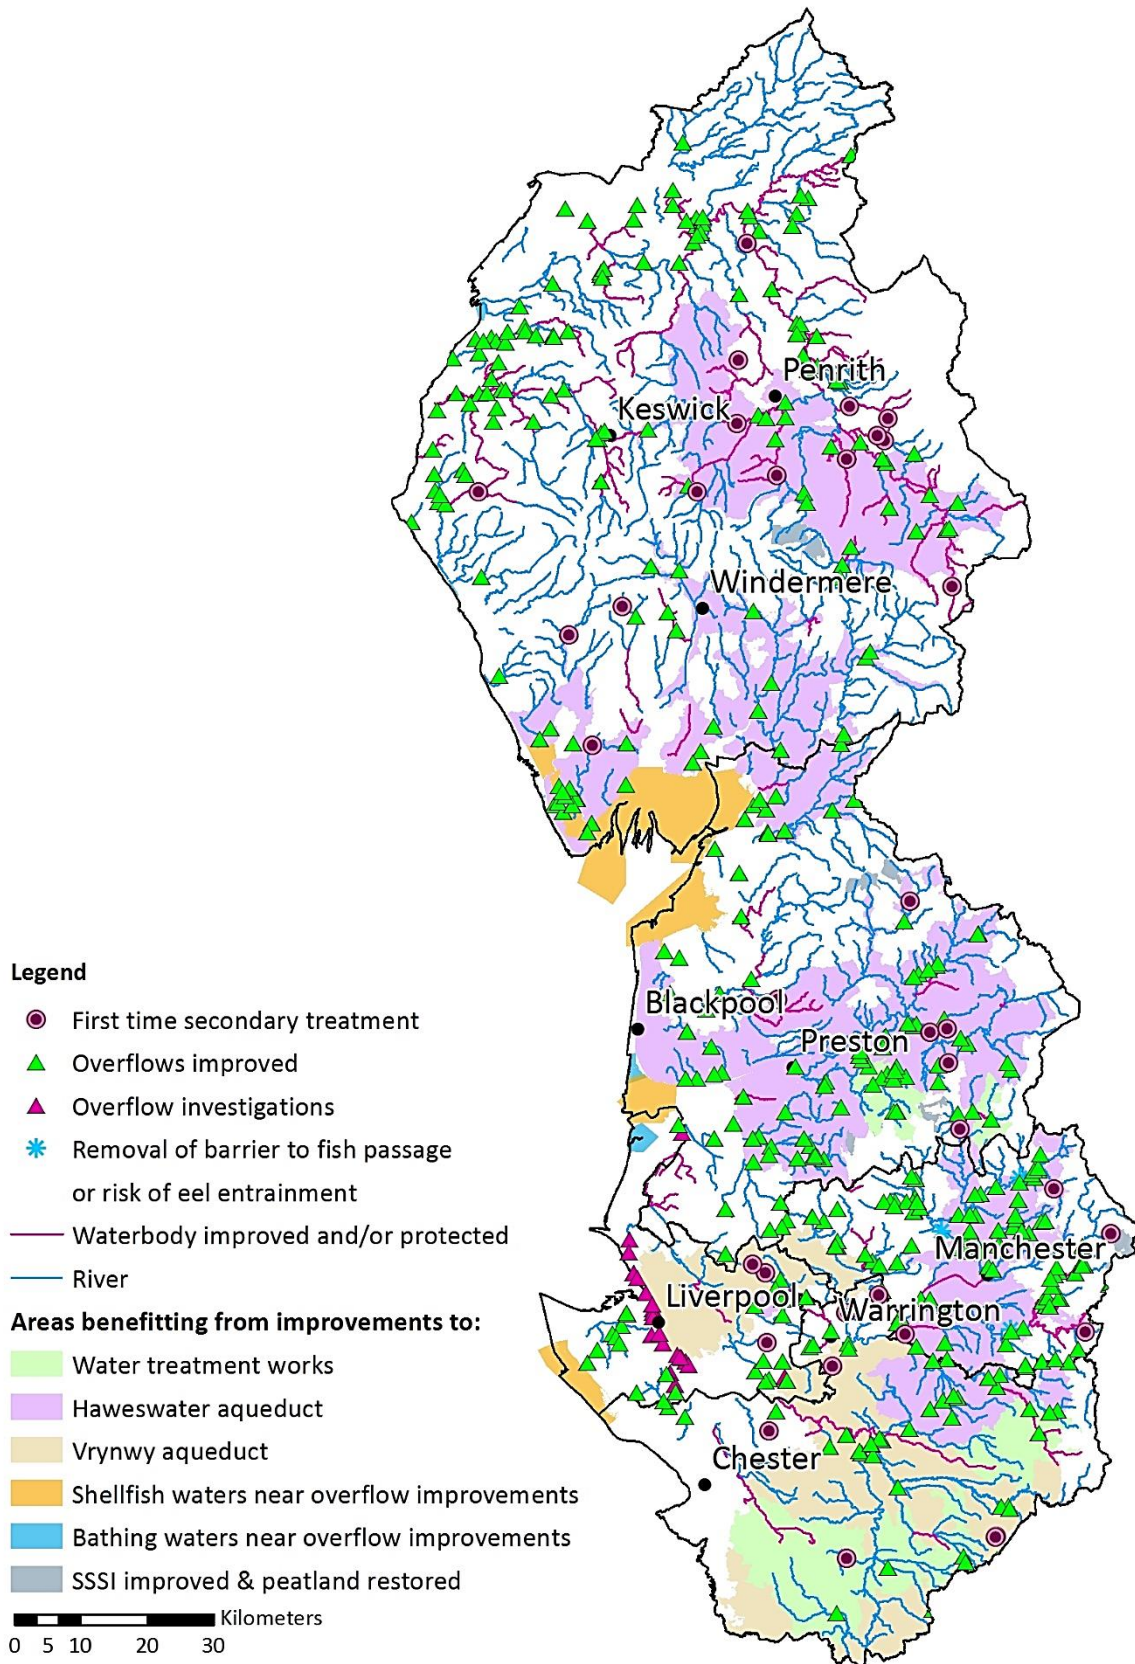 Penrith
Keswick
Windermere
Blackpool
Preston
Manchester
Liverpool
Warrington
Chester
Legend
First time secondary treatment
Overflows improved
Overflow investigations
Removal of barrier to fish passage
or risk of eel entrainment
Waterbody improved and/or protected
River
Areas benefitting from improvements to:
Water treatment works
Haweswater aqueduct
Vrynwy aqueduct
Shellfish waters near overflow improvements
Bathing waters near overflow improvements
SSSI improved & peatland restored
Kilometers
0 5 10 20 30